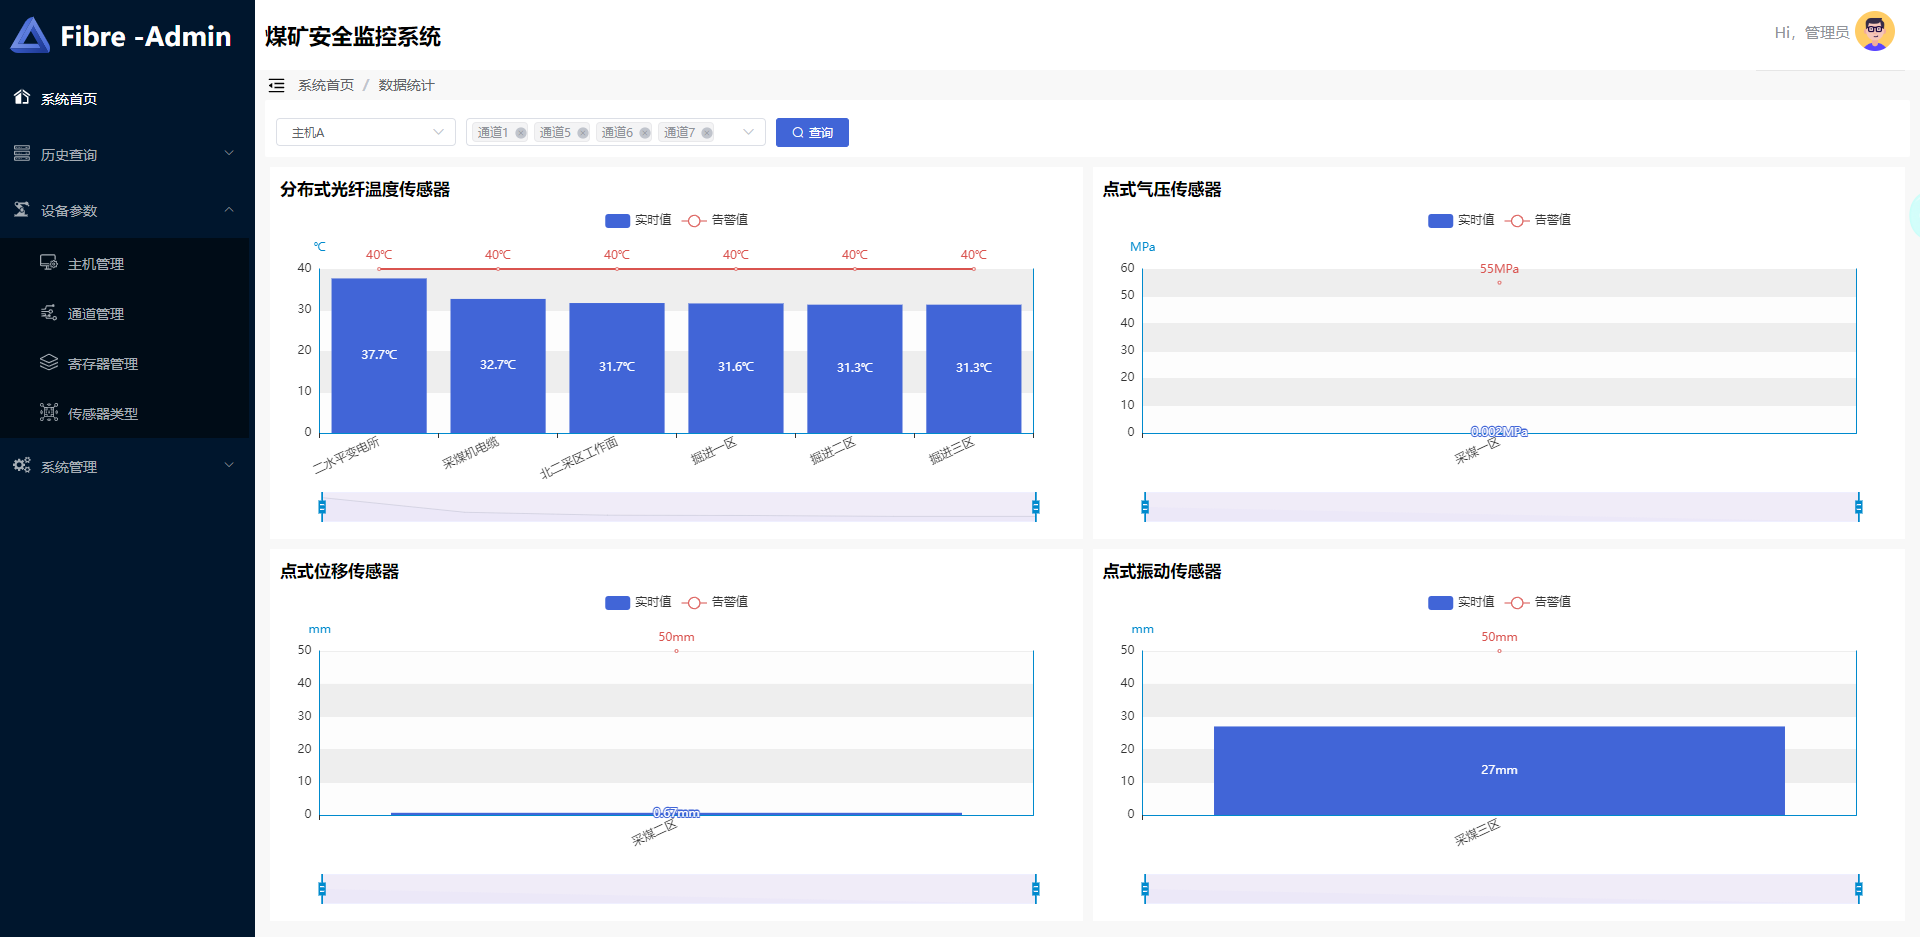 Fibre -Admin
煤矿安全监控系统
Hi，管理员
系统首页
历史查询
设备参数
主机管理
通道管理
寄存器管理
传感器类型
系统管理
系统首页 / 数据统计
主机A 通道1 通道5 通道6 通道7 查询
分布式光纤温度传感器
实时值 告警值
℃
40℃ 40℃ 40℃ 40℃ 40℃ 40℃
40
30
20
10
0
37.7℃ 32.7℃ 31.7℃ 31.6℃ 31.3℃ 31.3℃
二水平变电所 采煤机电缆 北二采区工作面 掘进一区 掘进二区 掘进三区
点式气压传感器
实时值 告警值
MPa
55MPa
60
50
40
30
20
10
0
0.002MPa
采煤一区
点式位移传感器
实时值 告警值
mm
50mm
50
40
30
20
10
0
0.67mm
采煤二区
点式振动传感器
实时值 告警值
mm
50mm
50
40
30
20
10
0
27mm
采煤三区